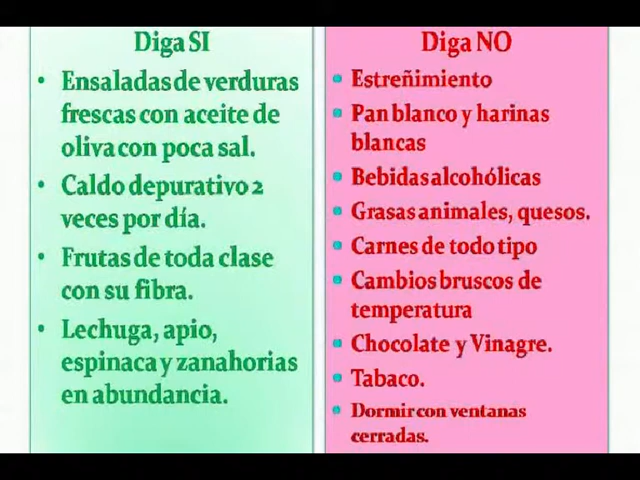 Diga SI
• Ensaladas de verduras
frescas con aceite de
oliva con poca sal.
• Caldo depurativo 2
veces por día.
• Frutas de toda clase
con su fibra.
• Lechuga, apio,
espinaca y zanahorias
en abundancia.
Diga NO
• Estreñimiento
• Pan blanco y harinas
blancas
• Bebidas alcohólicas
• Grasas animales, quesos.
• Carnes de todo tipo
• Cambios bruscos de
temperatura
• Chocolate y Vinagre.
• Tabaco.
• Dormir con ventanas
cerradas.